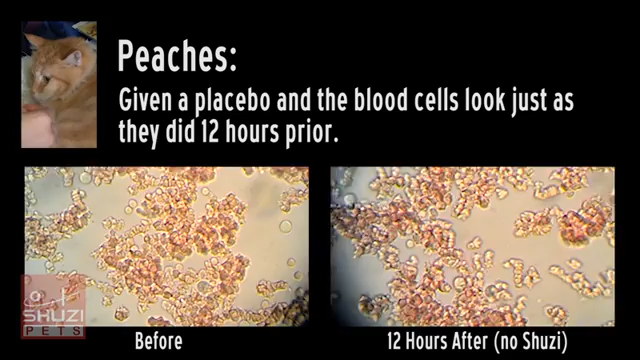 Peaches:
Given a placebo and the blood cells look just as
they did 12 hours prior.
SHUZI
PETS
Before
12 Hours After (no Shuzi)